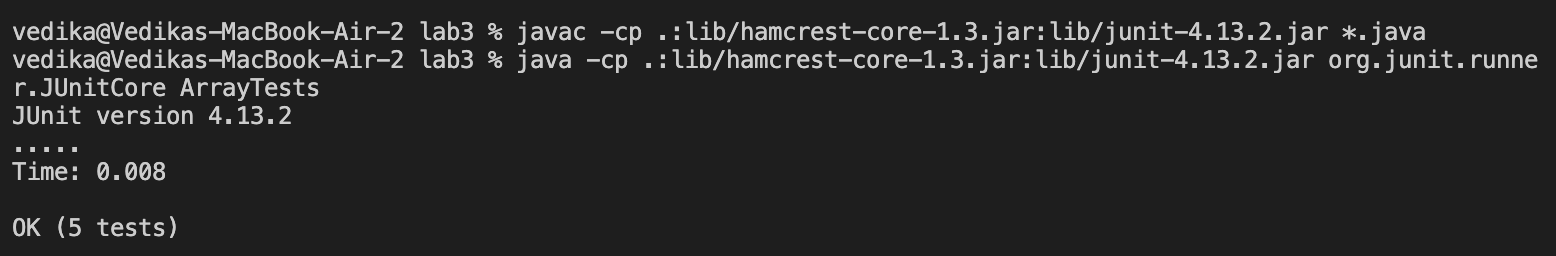 vedika@Vedikas-MacBook-Air-2 lab3 % javac -cp .:lib/hamcrest-core-1.3.jar:lib/junit-4.13.2.jar *.java
vedika@Vedikas-MacBook-Air-2 lab3 % java -cp .:lib/hamcrest-core-1.3.jar:lib/junit-4.13.2.jar org.junit.runne
r.JUnitCore ArrayTests
JUnit version 4.13.2
.....
Time: 0.008
OK (5 tests)